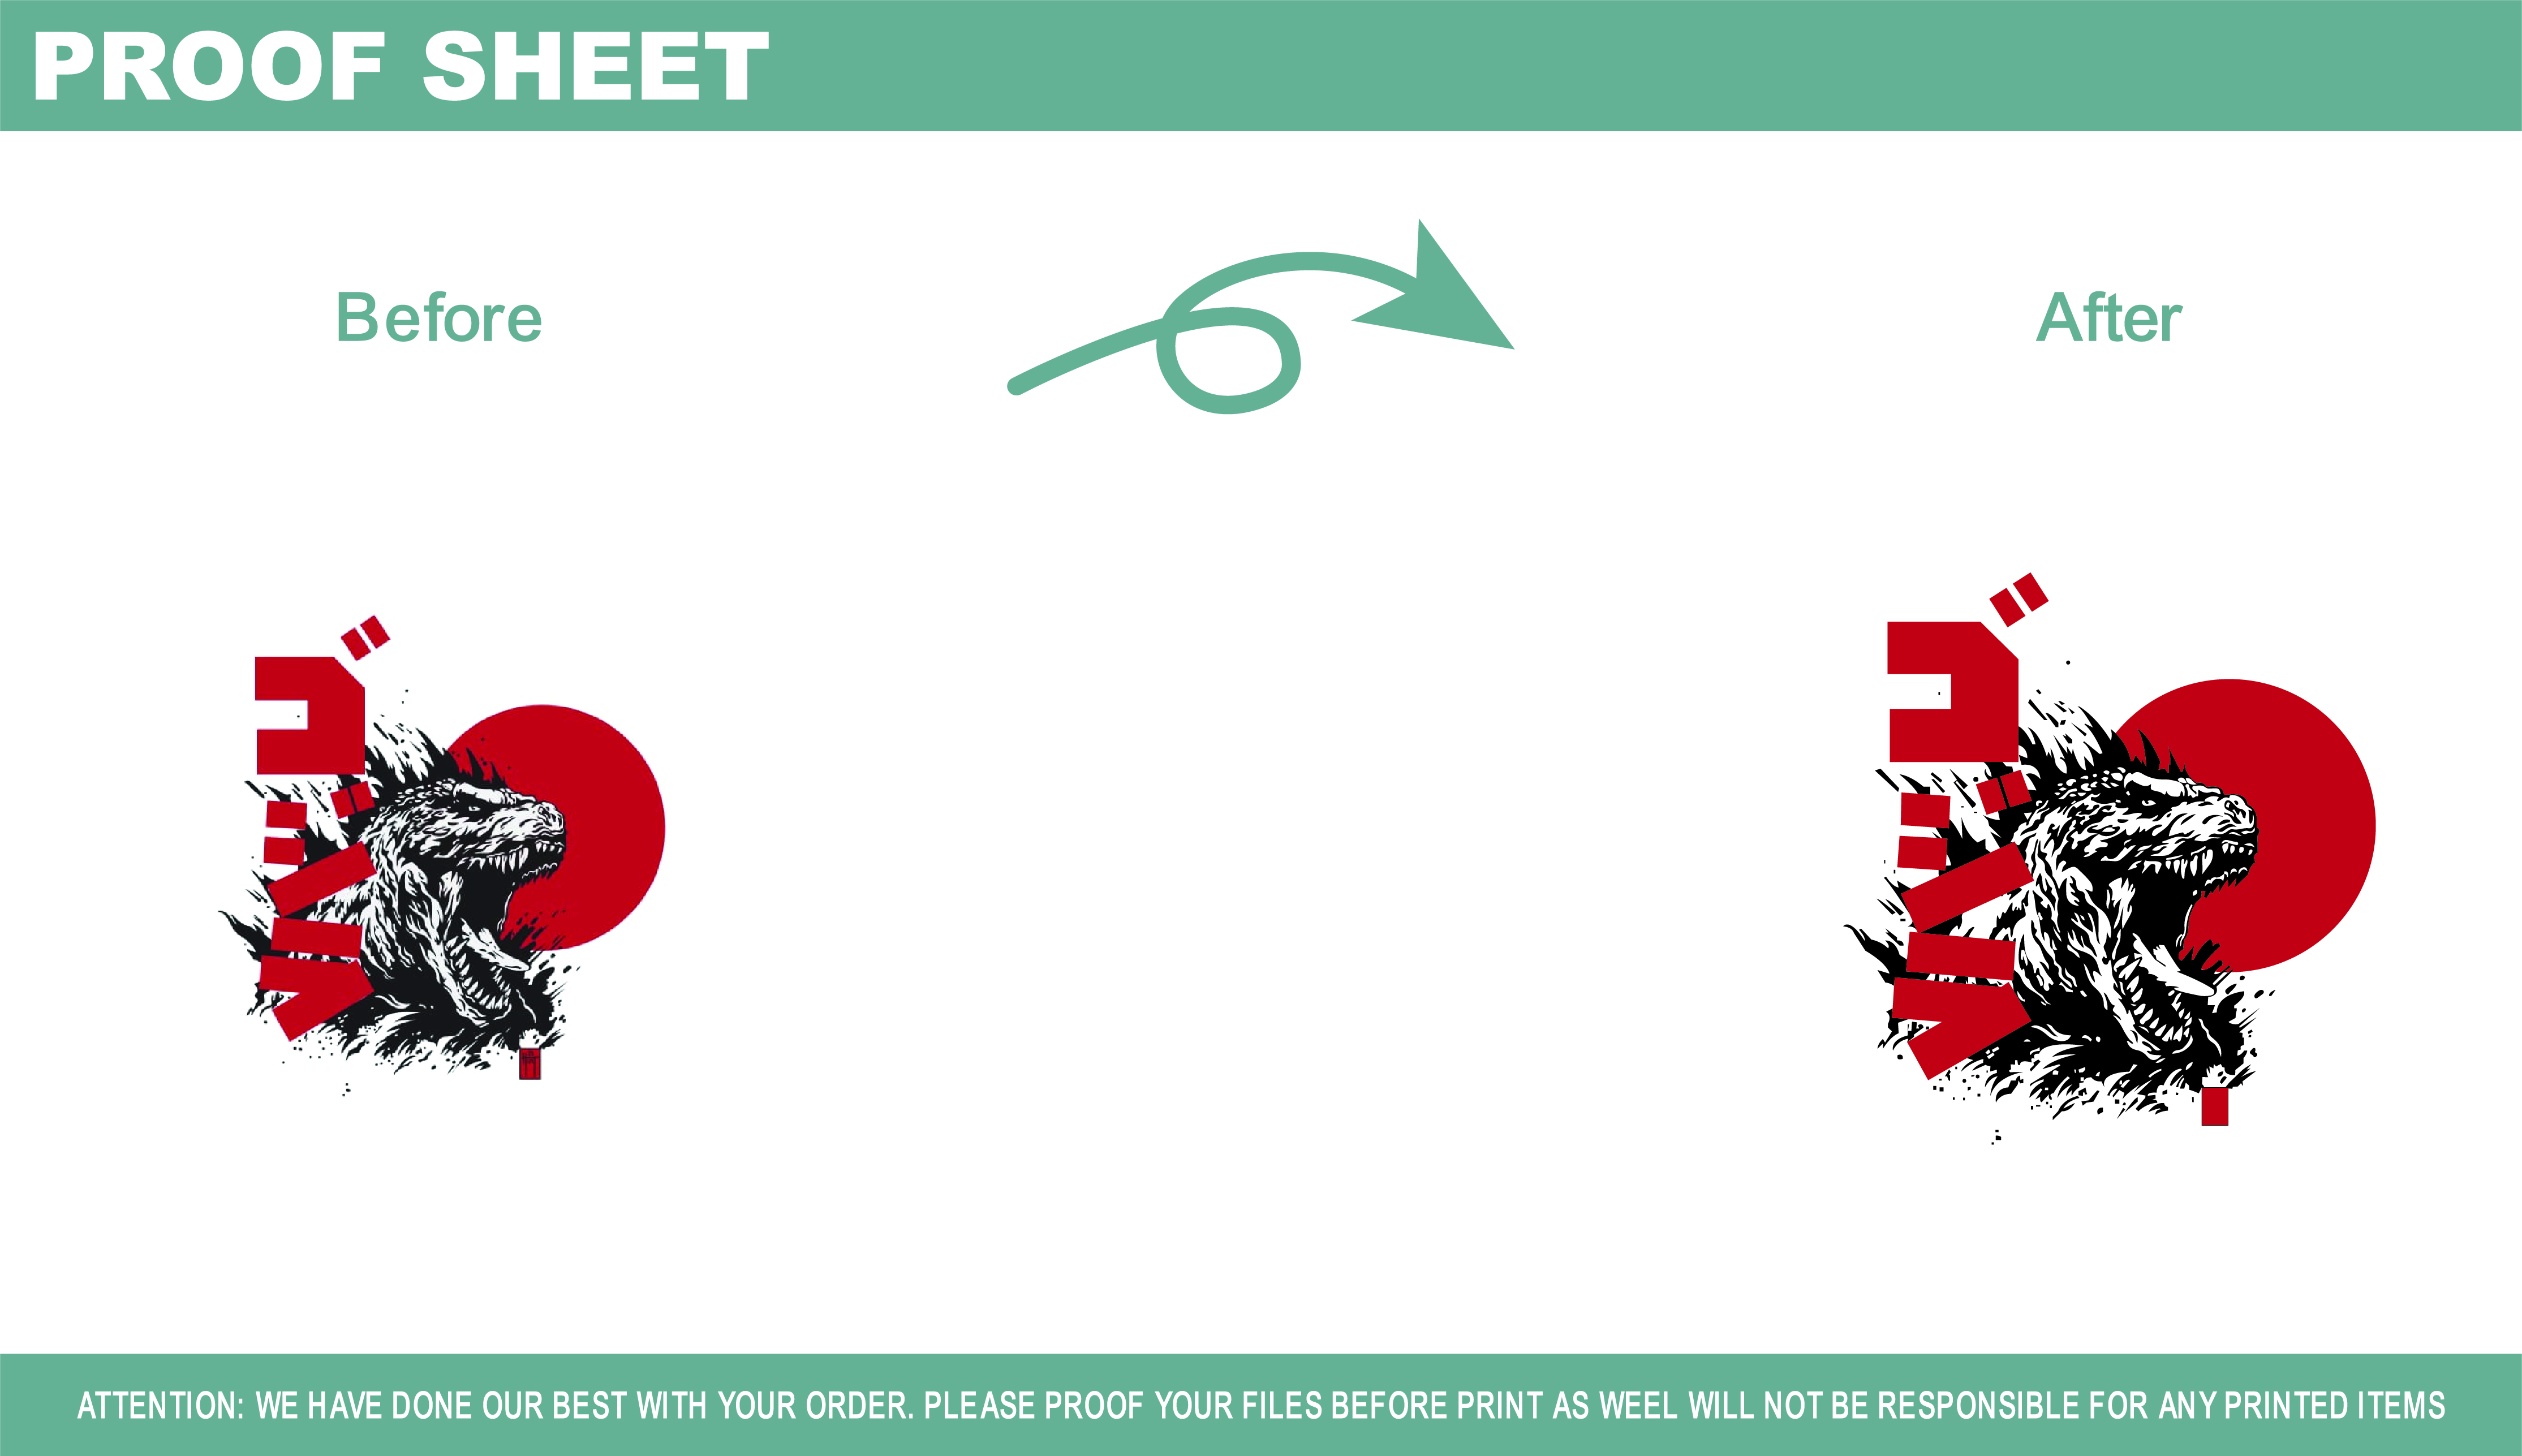 PROOF SHEET
Before
After
ゴジラ
ゴジラ
ATTENTION: WE HAVE DONE OUR BEST WITH YOUR ORDER. PLEASE PROOF YOUR FILES BEFORE PRINT AS WEEL WILL NOT BE RESPONSIBLE FOR ANY PRINTED ITEMS